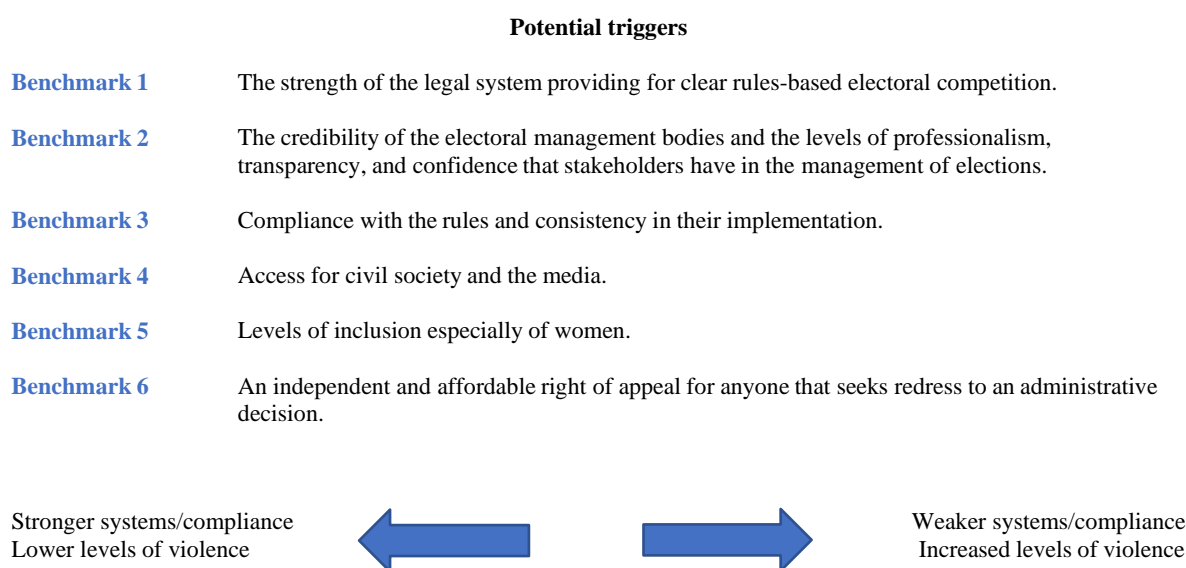 Potential triggers
Benchmark 1 The strength of the legal system providing for clear rules-based electoral competition.
Benchmark 2 The credibility of the electoral management bodies and the levels of professionalism,
transparency, and confidence that stakeholders have in the management of elections.
Benchmark 3 Compliance with the rules and consistency in their implementation.
Benchmark 4 Access for civil society and the media.
Benchmark 5 Levels of inclusion especially of women.
Benchmark 6 An independent and affordable right of appeal for anyone that seeks redress to an administrative
decision.
Stronger systems/compliance Weaker systems/compliance
Lower levels of violence Increased levels of violence